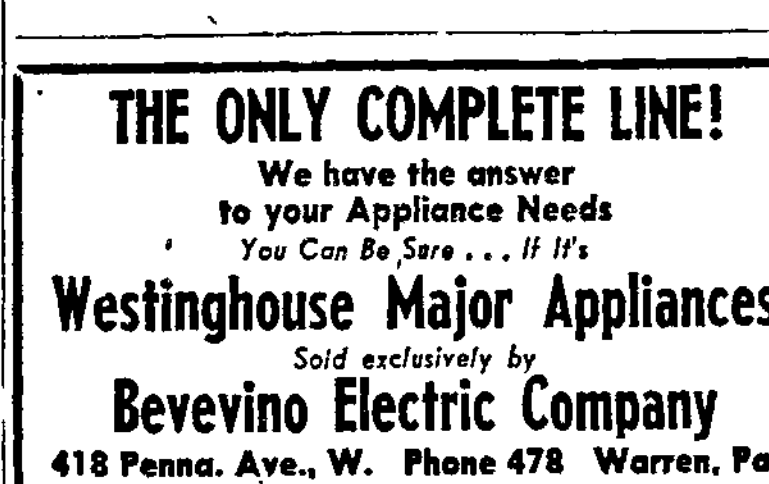 THE ONLY COMPLETE LINE!
We have the answer
to your Appliance Needs
You Can Be Sure . . . If It's
Westinghouse Major Appliances
Sold exclusively by
Bevevino Electric Company
418 Penna. Ave., W. Phone 478 Warren, Pa